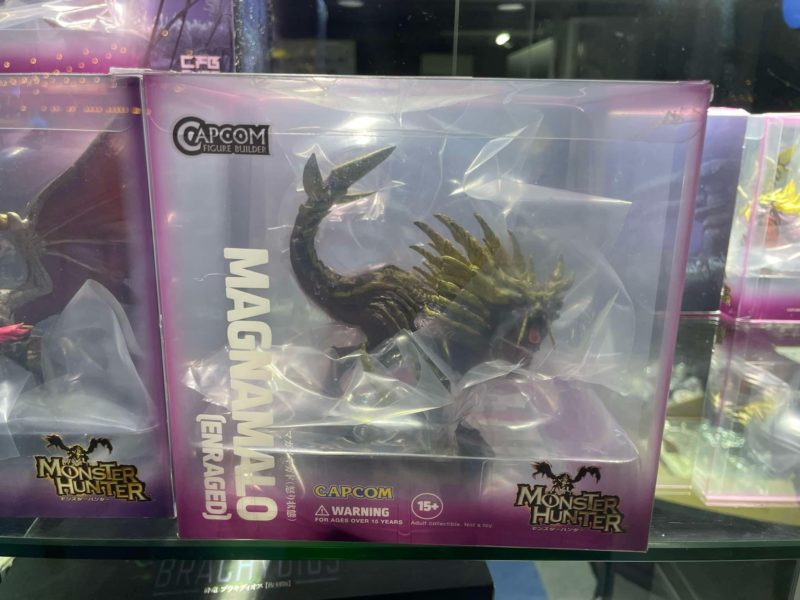 CFB
CAPCOM
FIGURE BUILDER
MAGNAMALO
(ENRAGED)
CAPCOM
WARNING
FOR AGES OVER 15 YEARS
15+
Adult collectible. Not a toy.
MONSTER
HUNTER
モンスターハンター
MONSTER
HUNTER
モンスターハンター
BRACHYDIOS